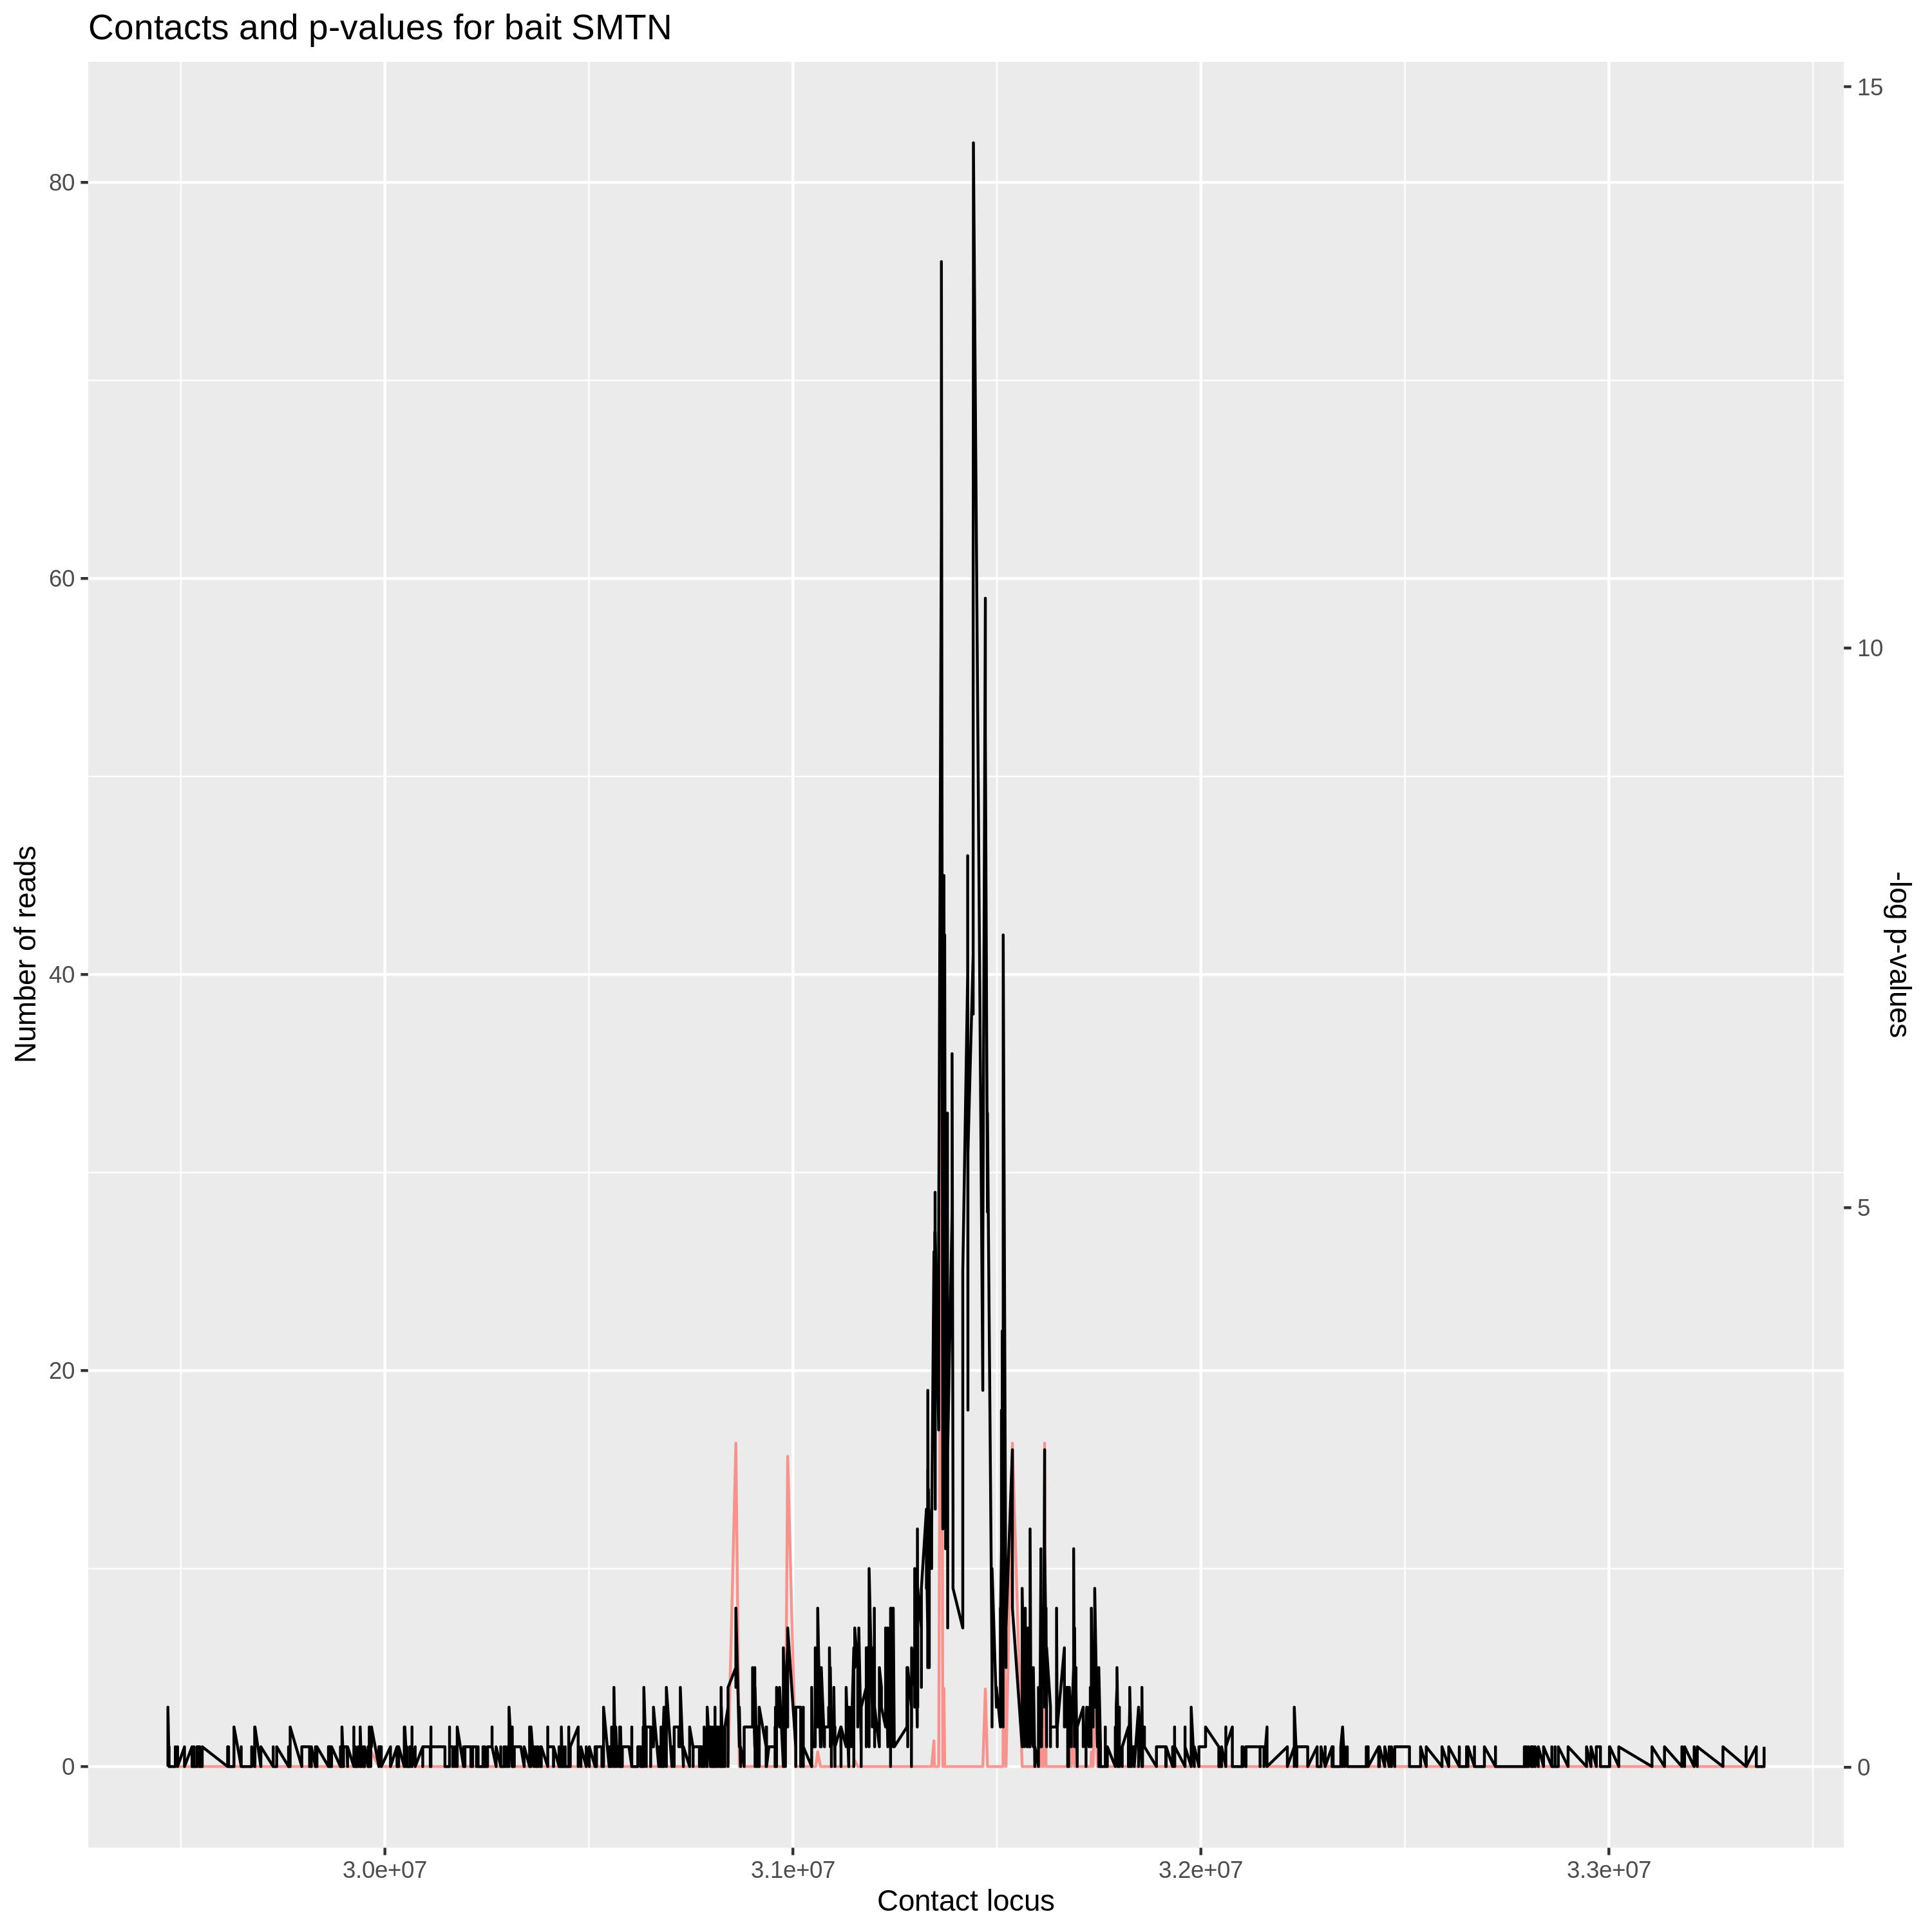 Contacts and p-values for bait SMTN
15
80
10
60
Number of reads
-log p-values
40
5
20
0
0
3.0e+07
3.1e+07
3.2e+07
3.3e+07
Contact locus